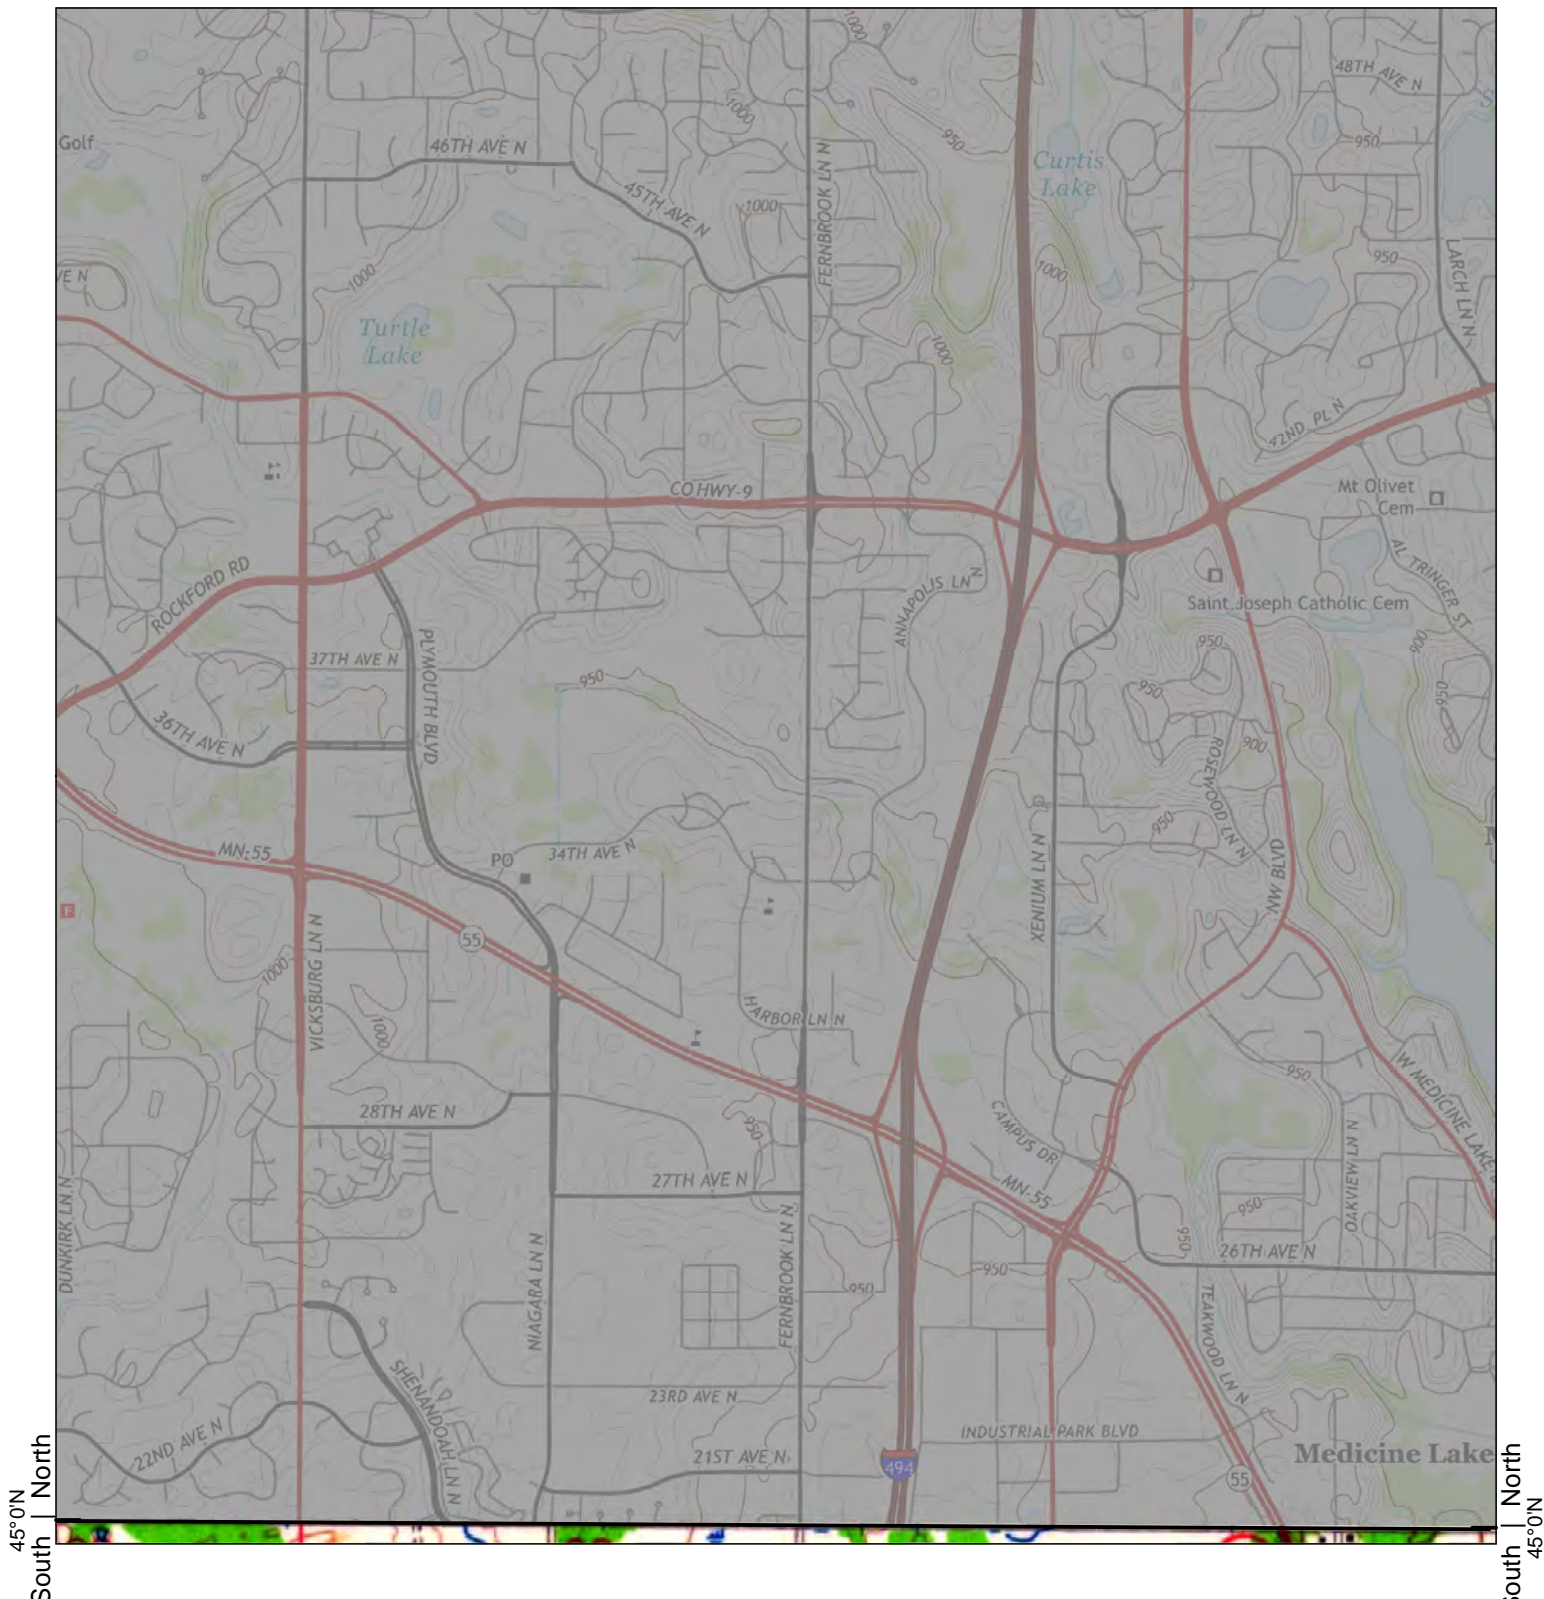 1000
48TH AVE N
1000
S
Golf
46TH AVE N
950
950
Curtis
Lake
45TH AVE N
1000
FERNBROOK LN N
950
LARCH LN N
VE N
1000
1000
Turtle
Lake
1000
42ND PL N
CO HWY-9
Mt Olivet
Cem
ROCKFORD RD
ANNAPOLIS LN N
AL TRINGER ST
Saint Joseph Catholic Cem
37TH AVE N
PLYMOUTH BLVD
950
900
950
950
950
36TH AVE N
ROSEWOOD LN N
900
950
MN-55
PO
34TH AVE N
XENIUM LN N
NW BLVD
F
55
VICKSBURG LN N
1000
1000
HARBOR LN N
950
W MEDICINE LAKE
28TH AVE N
950
CAMPUS DR
OAKVIEW LN N
27TH AVE N
MN-55
950
DUNKIRK LN N
NIAGARA LN N
FERNBROOK LN N
950
26TH AVE N
950
950
TEAKWOOD LN N
SHENANDOAH LN N
23RD AVE N
22ND AVE N
INDUSTRIAL PARK BLVD
21ST AVE N
Medicine Lake
494
55
45°0'N
South | North
South | North
45°0'N